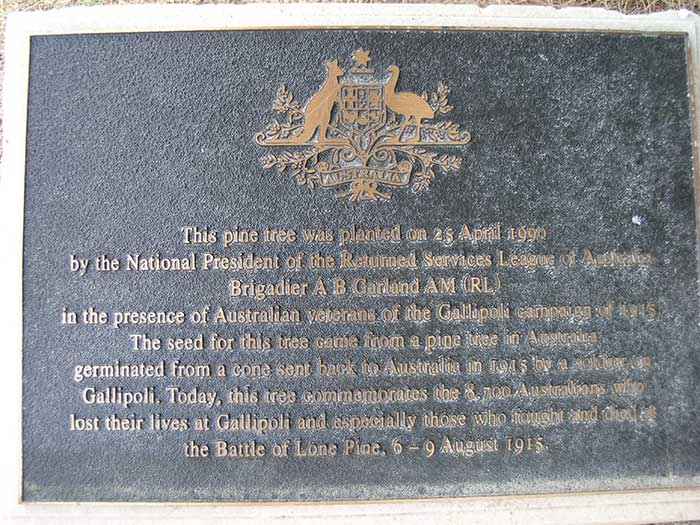 AUSTRALIA
This pine tree was planted on 25 April 1990
by the National President of the Returned Services League of Australia
Brigadier A B Garland AM (RL)
in the presence of Australian veterans of the Gallipoli campaign of 1915.
The seed for this tree came from a pine tree in Australia
germinated from a cone sent back to Australia in 1915 by a soldier on
Gallipoli. Today, this tree commemorates the 8,700 Australians who
lost their lives at Gallipoli and especially those who fought and died at
the Battle of Lone Pine, 6 – 9 August 1915.